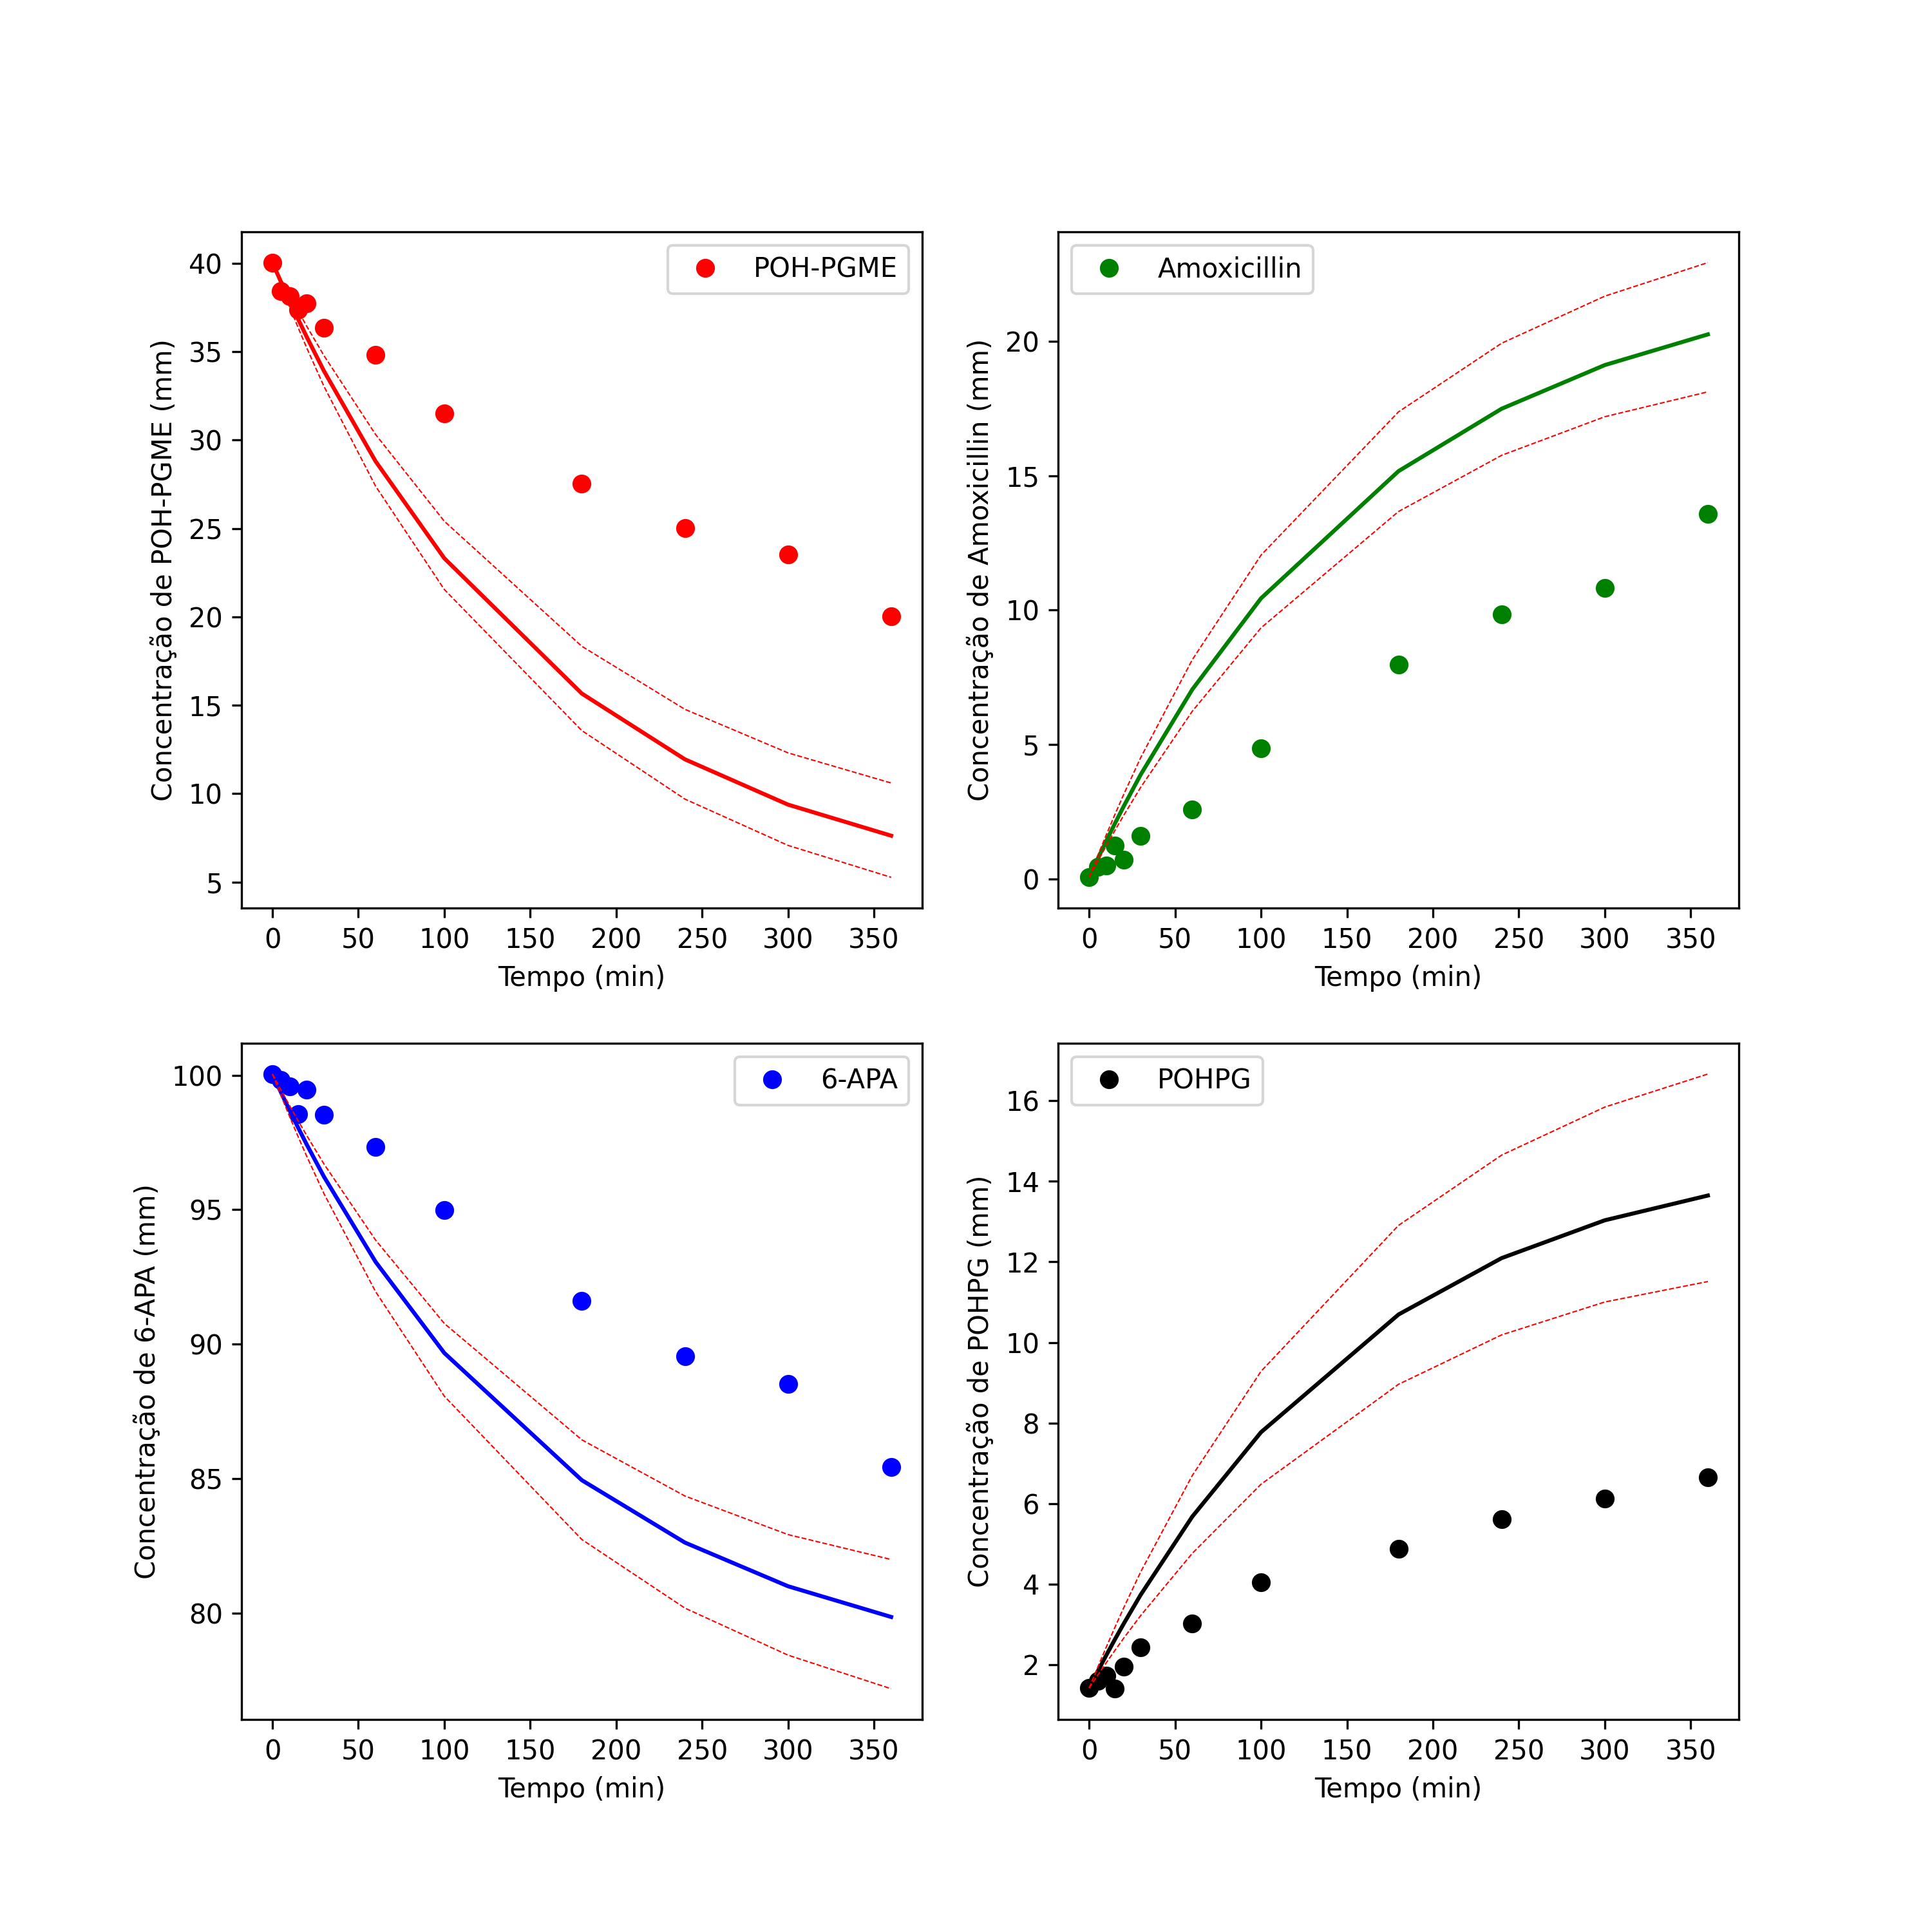 POH-PGME
Concentração de POH-PGME (mm)
40
35
30
25
20
15
10
5
0 50 100 150 200 250 300 350
Tempo (min)
Amoxicillin
Concentração de Amoxicillin (mm)
20
15
10
5
0
0 50 100 150 200 250 300 350
Tempo (min)
6-APA
Concentração de 6-APA (mm)
100
95
90
85
80
0 50 100 150 200 250 300 350
Tempo (min)
POHPG
Concentração de POHPG (mm)
16
14
12
10
8
6
4
2
0 50 100 150 200 250 300 350
Tempo (min)